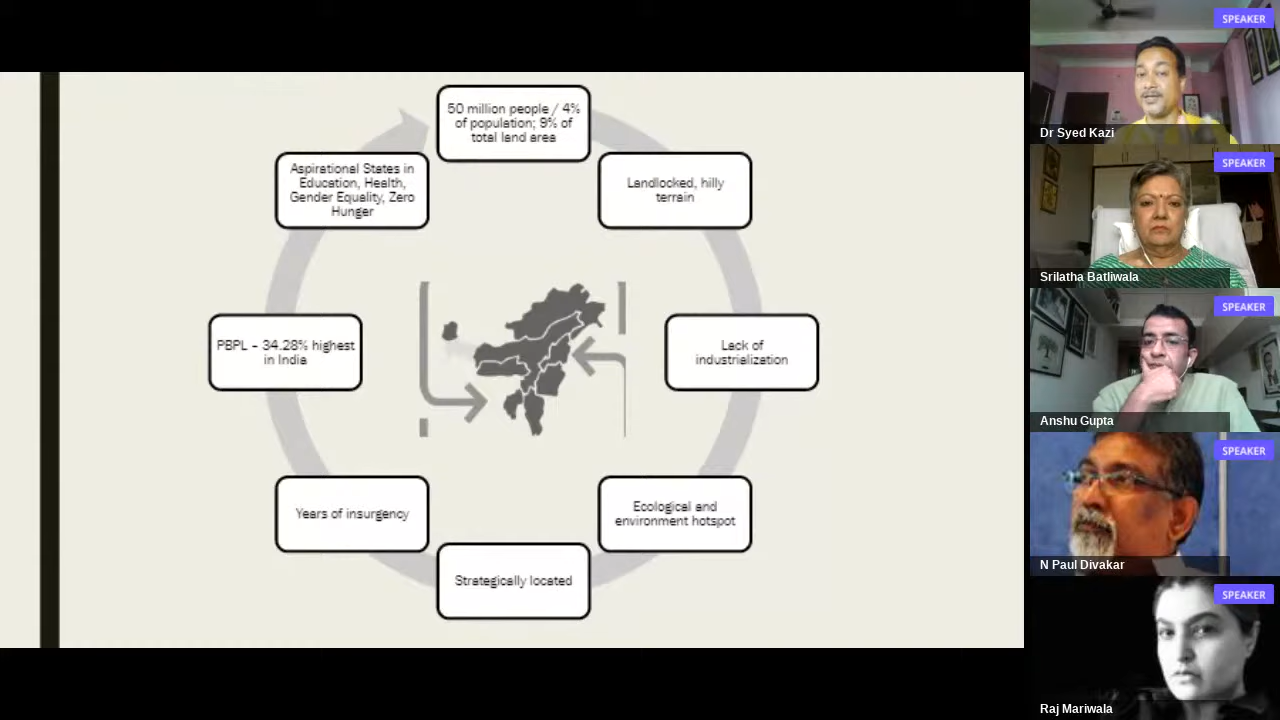 50 million people / 4%
of population; 9% of
total land area
Landlocked, hilly
terrain
Lack of
industrialization
Ecological and
environment hotspot
Strategically located
Years of insurgency
PBPL – 34.28% highest
in India
Aspirational States in
Education, Health,
Gender Equality, Zero
Hunger
SPEAKER
Dr Syed Kazi
SPEAKER
Srilatha Batliwala
SPEAKER
Anshu Gupta
SPEAKER
N Paul Divakar
SPEAKER
Raj Mariwala